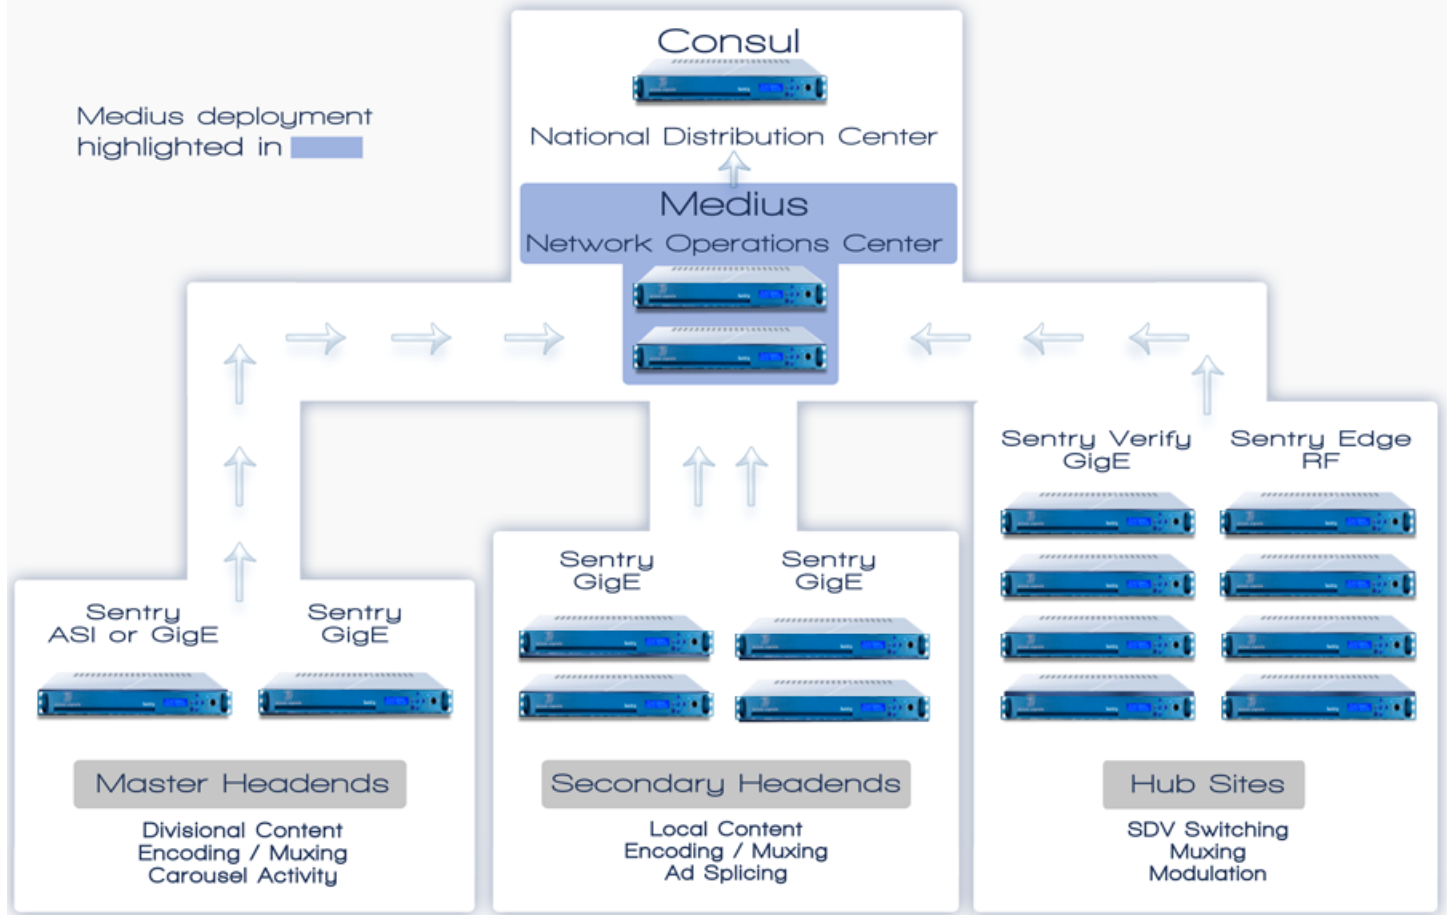 Consul
Medius deployment
highlighted in
National Distribution Center
Medius
Network Operations Center
Sentry Verify
GigE
Sentry Edge
RF
Sentry
GigE
Sentry
GigE
Sentry
ASI or GigE
Sentry
GigE
Master Headends
Divisional Content
Encoding / Muxing
Carousel Activity
Secondary Headends
Local Content
Encoding / Muxing
Ad Splicing
Hub Sites
SDV Switching
Muxing
Modulation